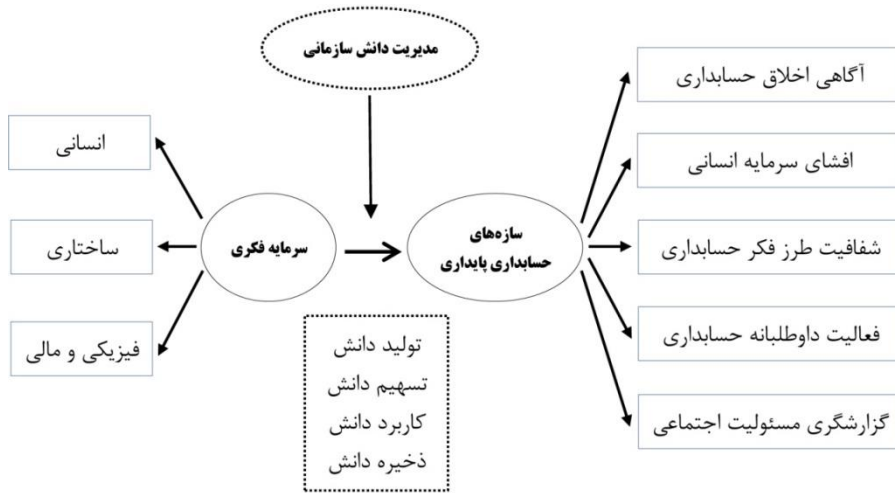 مدیریت دانش سازمانی
آگاهی اخلاق حسابداری
افشای سرمایه انسانی
شفافیت طرز فکر حسابداری
فعالیت داوطلبانه حسابداری
گزارشگری مسئولیت اجتماعی
سازه‌های
حسابداری پایداری
سرمایه فکری
انسانی
ساختاری
فیزیکی و مالی
تولید دانش
تسهیم دانش
کاربرد دانش
ذخیره دانش